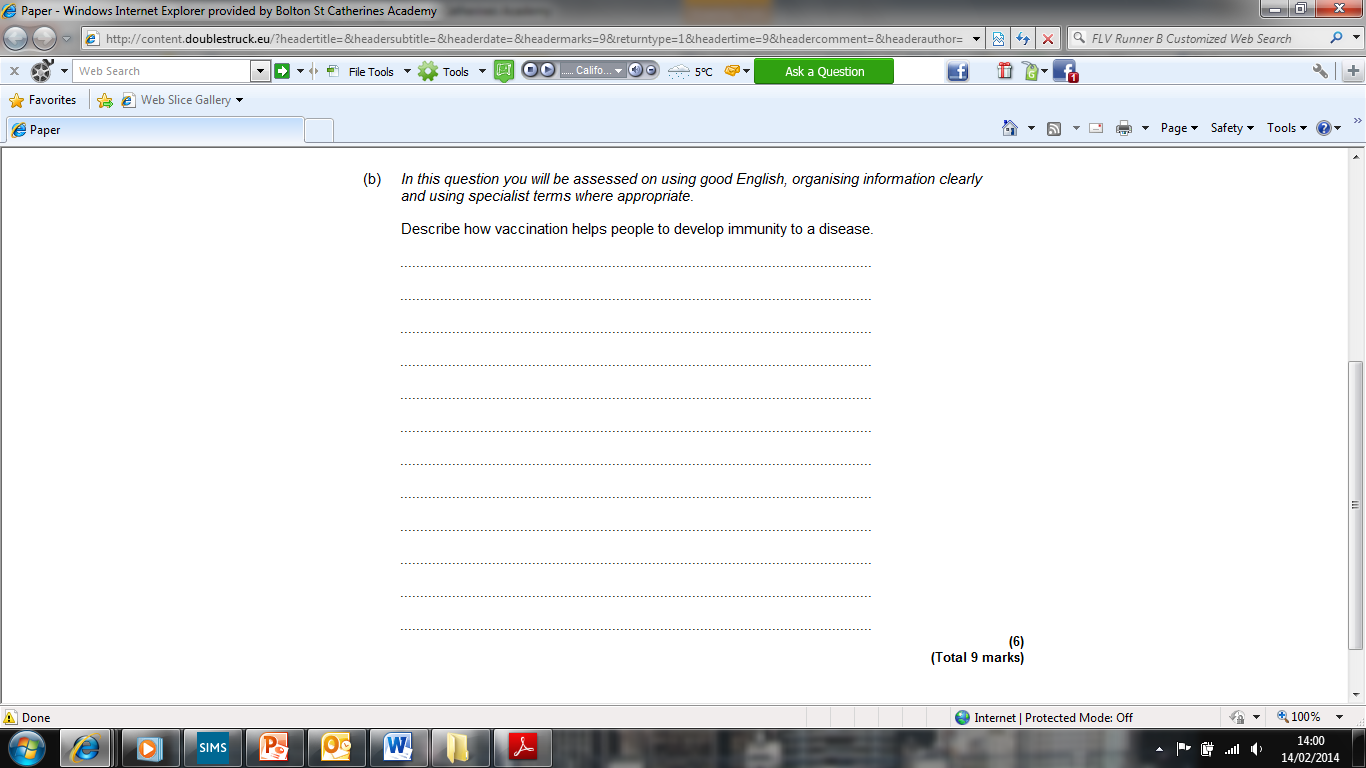 Paper - Windows Internet Explorer provided by Bolton St Catherines Academy
http://content.doublestruck.eu/?headertitle=&headersubtitle=&headerdate=&headermarks=9&returntype=1&headertime=9&headercomment=&headerauthor=
FLV Runner B Customized Web Search
X
Web Search
File Tools
Tools
..... Califo...
5°C
Ask a Question
1
Favorites
Web Slice Gallery
Paper
Page
Safety
Tools
(b) In this question you will be assessed on using good English, organising information clearly
and using specialist terms where appropriate.
Describe how vaccination helps people to develop immunity to a disease.
(6)
(Total 9 marks)
Done
Internet | Protected Mode: Off
100%
SIMS
14:00
14/02/2014